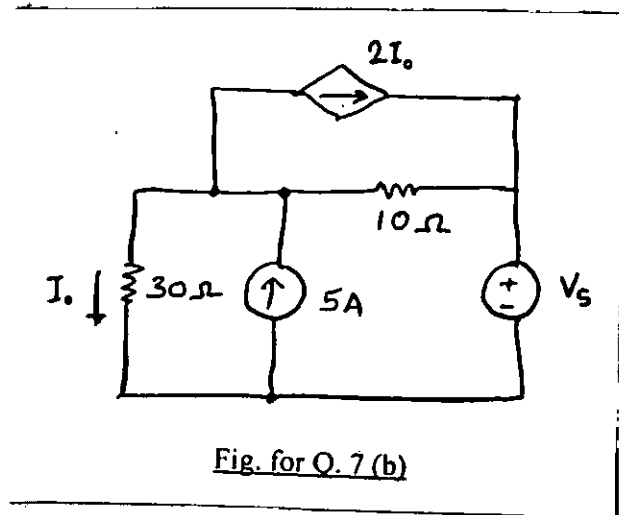 2I₀
10Ω
I₀
30Ω
5A
+
-
Vs
Fig. for Q. 7 (b)